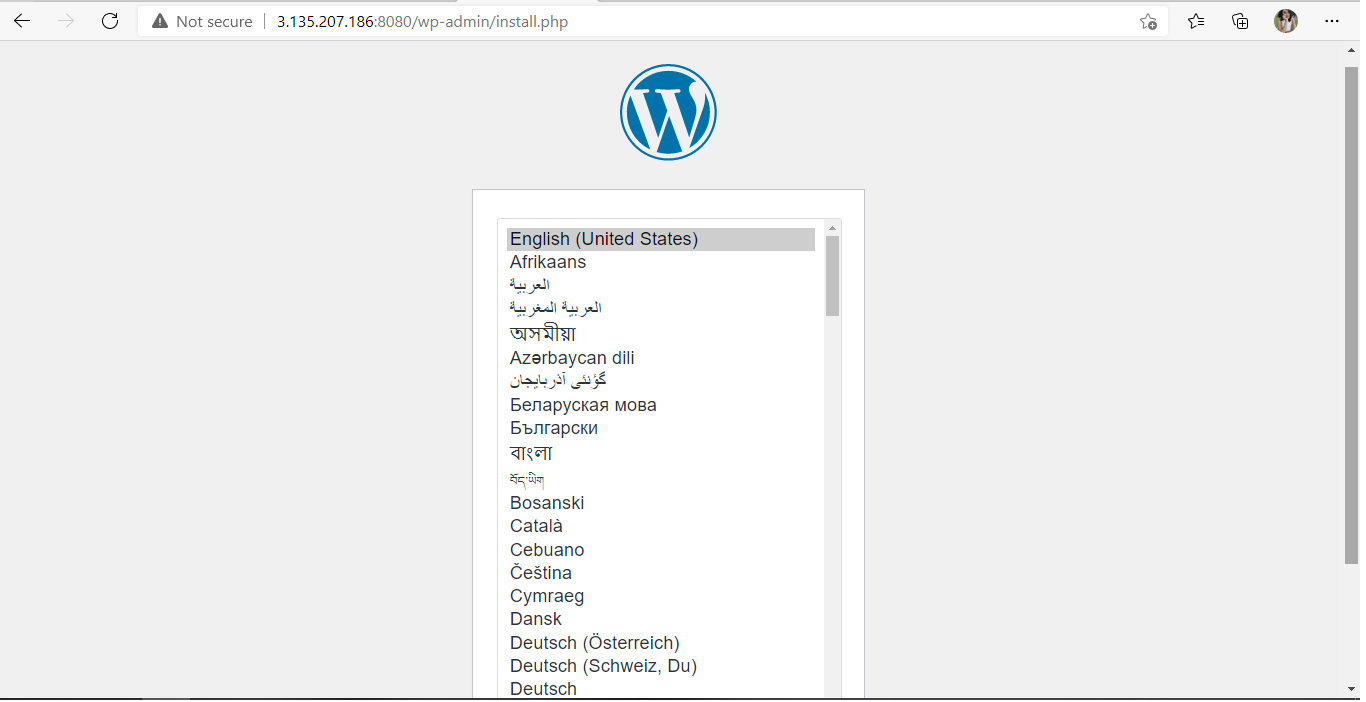 Not secure | 3.135.207.186:8080/wp-admin/install.php
W
English (United States)
Afrikaans
العربية
العربية المغربية
অসমীয়া
Azərbaycan dili
گؤنئی آذربایجان
Беларуская мова
Български
বাংলা
བོད་ཡིག
Bosanski
Català
Cebuano
Čeština
Cymraeg
Dansk
Deutsch (Österreich)
Deutsch (Schweiz, Du)
Deutsch